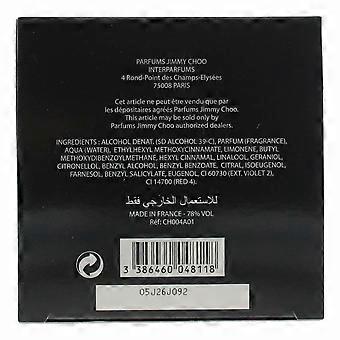 PARFUMS JIMMY CHOO
INTERPARFUMS
4 Rond-Point des Champs-Elysées
75008 PARIS
Cet article ne peut être vendu que par
les dépositaires agréés Parfums Jimmy Choo.
This article may be sold only by
Parfums Jimmy Choo authorized dealers.
INGREDIENTS : ALCOHOL DENAT. (SD ALCOHOL 39-C), PARFUM (FRAGRANCE),
AQUA (WATER), ETHYLHEXYL METHOXYCINNAMATE, LIMONENE, BUTYL
METHOXYDIBENZOYLMETHANE, HEXYL CINNAMAL, LINALOOL, GERANIOL,
CITRONELLOL, BENZYL ALCOHOL, BENZYL BENZOATE, CITRAL, ISOEUGENOL,
FARNESOL, BENZYL SALICYLATE, EUGENOL, CI 60730 (EXT. VIOLET 2),
CI 14700 (RED 4).
للاستعمال الخارجي فقط
MADE IN FRANCE - 78% VOL
Réf: CH004A01
3 386460 048118
05J26J092